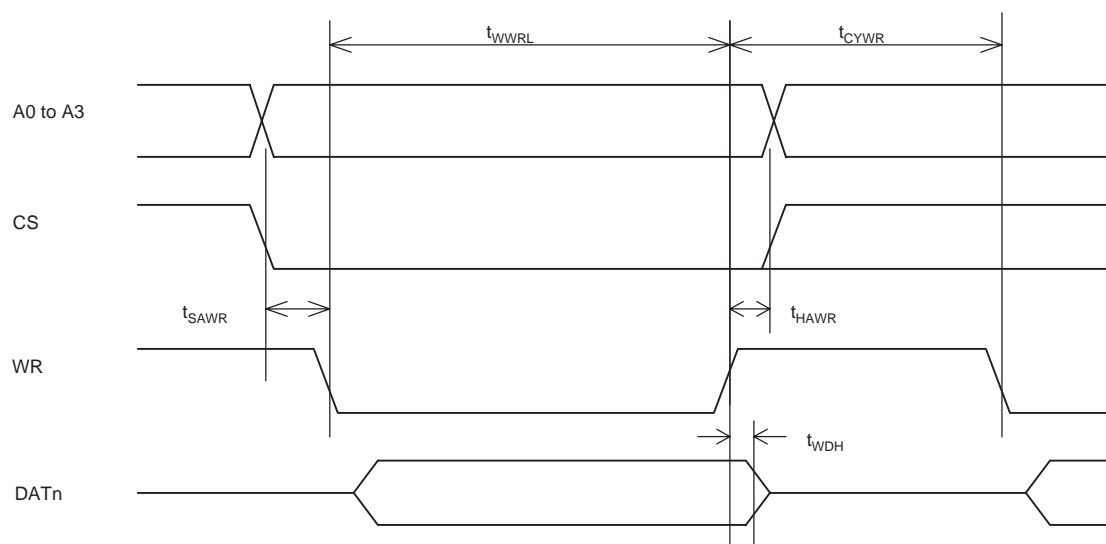 tWWRL tCYWR
A0 to A3
CS
tSAWR tHAWR
WR
tWDH
DATn